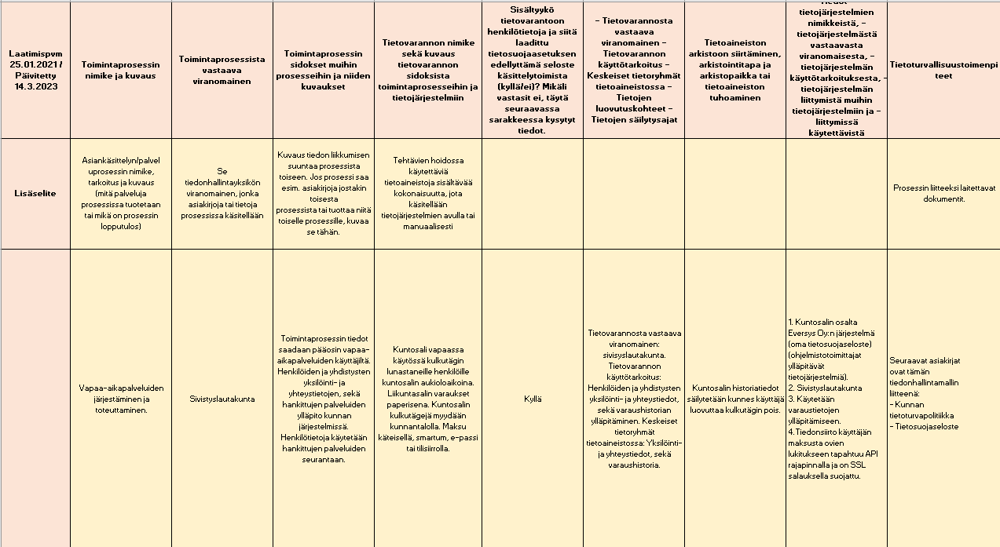 Laatimispvm
25.01.2021 /
Päivitetty
14.3.2023
Toimintaprosessin
nimike ja kuvaus
Toimintaprosessista
vastaava
viranomainen
Toimintaprosessin
sidokset muihin
prosesseihin ja niiden
kuvaukset
Tietovarannon nimike
sekä kuvaus
tietovarannon
sidoksista
toimintaprosesseihin ja
tietojärjestelmiin
Sisältyykö
tietovarantoon
henkilötietoja ja siitä
laadittu
tietosuojaasetuksen
edellyttämä seloste
käsittelytoimista
(kyllä/ei)? Mikäli
vastasit ei, täytä
seuraavassa
sarakkeessa kysytyt
tiedot.
- Tietovarannosta
vastaava
viranomainen -
Tietovarannon
käyttötarkoitus -
Keskeiset tietoryhmät
tietoaineistossa -
Tietojen
luovutuskohteet -
Tietojen säilytysajat
Tietoaineiston
arkistoon siirtäminen,
arkistointitapa ja
arkistopaikka tai
tietoaineiston
tuhoaminen
Tiedot
tietojärjestelmien
nimikkeistä, -
tietojärjestelmästä
vastaavasta
viranomaisesta, -
tietojärjestelmän
käyttötarkoituksesta, -
tietojärjestelmän
liittymistä muihin
tietojärjestelmiin ja -
liittymissä
käytettävistä
Tietoturvallisuustoimenpi
teet
Lisäselite
Asiankäsittelyn/palvel
uprosessin nimike,
tarkoitus ja kuvaus
(mitä palveluja
prosessissa tuotetaan
tai mikä on prosessin
lopputulos)
Se
tiedonhallintayksikön
viranomainen, jonka
asiakirjoja tai tietoja
prosessissa käsitellään
Kuvaus tiedon liikkumisen
suuntaa prosessista
toiseen. Jos prosessi saa
esim. asiakirjoja jostakin
toisesta
prosessista tai tuottaa niitä
toiselle prosessille, kuvaa
se tähän.
Tehtävien hoidossa
käytettäviä
tietoaineistoja sisältävää
kokonaisuutta, jota
käsitellään
tietojärjestelmien avulla tai
manuaalisesti
Prosessin liitteeksi laitettavat
dokumentit.
Vapaa-aikapalveluiden
järjestäminen ja
toteuttaminen.
Sivistyslautakunta
Toimintaprosessin tiedot
saadaan pääosin vapaa-
aikapalveluiden käyttäjiltä.
Henkilöiden ja yhdistysten
yksilöinti- ja
yhteystietojen, sekä
hankittujen palveluiden
ylläpito kunnan
järjestelmissä.
Henkilötietoja käytetään
hankittujen palveluiden
seurantaan.
Kuntosali vapaassa
käytössä kulkutägin
lunastaneille henkilöille
kuntosalin aukioloaikoina.
Liikuntasalin varaukset
paperisena. Kuntosalin
kulkutägejä myydään
kunnantalolla. Maksu
käteisellä, smartum, e-passi
tai tilisiirrolla.
Kyllä
Tietovarannosta vastaava
viranomainen:
sivisyslautakunta.
Tietovarannon
käyttötarkoitus:
Henkilöiden ja yhdistysten
yksilöinti- ja yhteystiedot,
sekä varaushistorian
ylläpitäminen. Keskeiset
tietoryhmät
tietoaineistossa: Yksilöinti-
ja yhteystiedot, sekä
varaushistoria.
Kuntosalin historiatiedot
säilytetään kunnes käyttäjä
luovuttaa kulkutägin pois.
1. Kuntosalin osalta
Eversys Oy:n järjestelmä
(oma tietosuojaseloste)
(ohjelmistotoimittajat
ylläpitävät
tietojärjestelmiä).
2. Sivistyslautakunta
3. Käytetään
varaustietojen
ylläpitämiseen.
4.Tiedonsiirto käyttäjän
maksusta ovien
lukitukseen tapahtuu API
rajapinnalla ja on SSL
salauksella suojattu.
Seuraavat asiakirjat
ovat tämän
tiedonhallintamallin
liitteenä:
- Kunnan
tietoturvapolitiikka
- Tietosuojaseloste